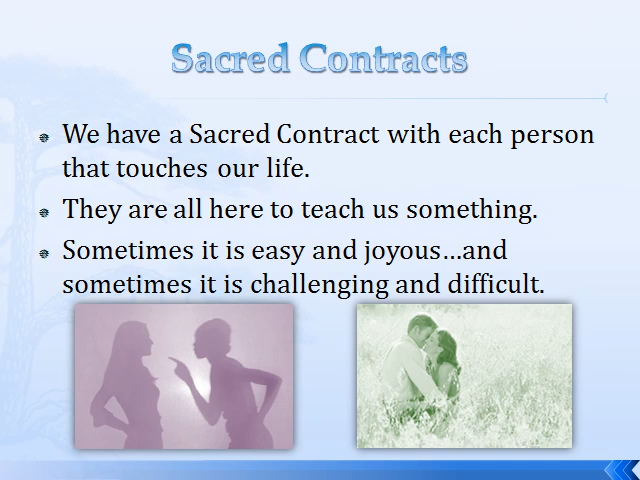 Sacred Contracts
We have a Sacred Contract with each person
that touches our life.
They are all here to teach us something.
Sometimes it is easy and joyous…and
sometimes it is challenging and difficult.